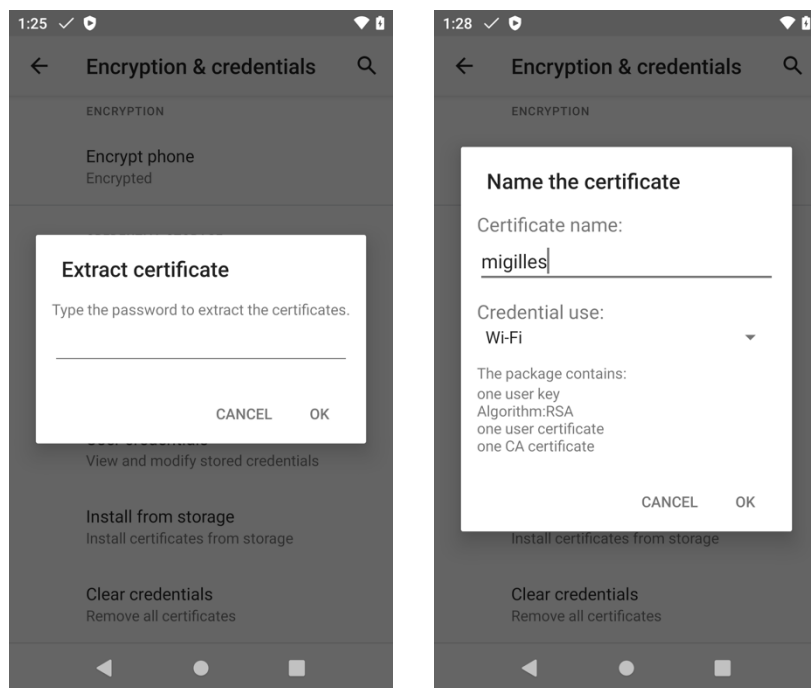 1:25
Encryption & credentials
ENCRYPTION
Encrypt phone
Encrypted
Extract certificate
Type the password to extract the certificates.
CANCEL OK
View and modify stored credentials
Install from storage
Install certificates from storage
Clear credentials
Remove all certificates
1:28
Encryption & credentials
ENCRYPTION
Name the certificate
Certificate name:
migilles
Credential use:
Wi-Fi
The package contains:
one user key
Algorithm:RSA
one user certificate
one CA certificate
CANCEL OK
Install certificates from storage
Clear credentials
Remove all certificates